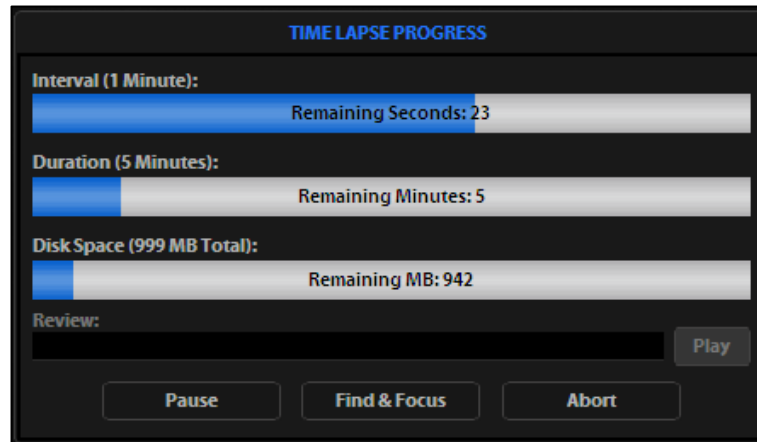 TIME LAPSE PROGRESS
Interval (1 Minute):
Remaining Seconds: 23
Duration (5 Minutes):
Remaining Minutes: 5
Disk Space (999 MB Total):
Remaining MB: 942
Review:
Play
Pause Find & Focus Abort